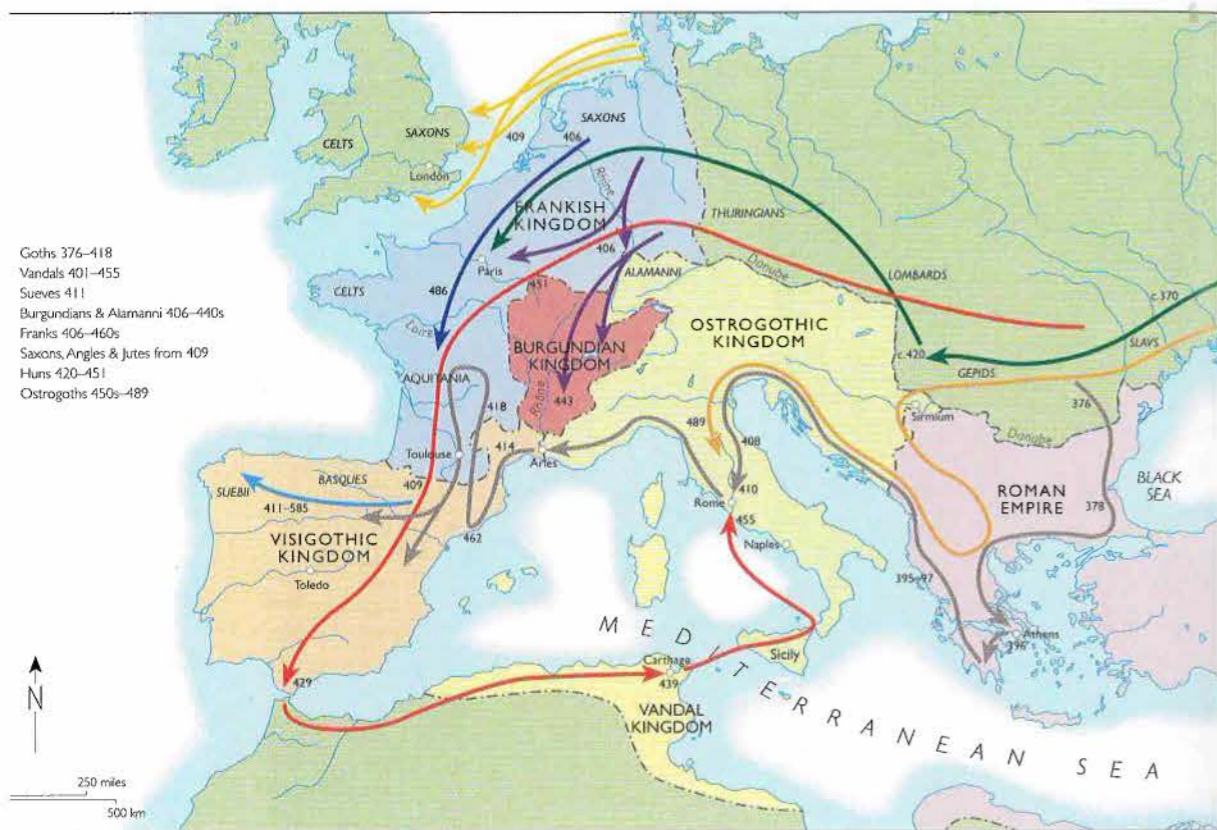 Goths 376–418
Vandals 401–455
Sueves 411
Burgundians & Alamanni 406–440s
Franks 406–460s
Saxons, Angles & Jutes from 409
Huns 420–451
Ostrogoths 450s–489
N
250 miles
500 km
SAXONS
CELTS
SAXONS
409
406
London
Rhine
FRANKISH
KINGDOM
THURINGIANS
406
Paris
ALAMANNI
Danube
LOMBARDS
c.370
CELTS
486
451
Loire
OSTROGOTHIC
KINGDOM
SLAVS
BURGUNDIAN
KINGDOM
c.420
GEPIDS
AQUITANIA
376
Rhône
443
Sirmium
418
489
Danube
414
408
Toulouse
Arles
BLACK
SEA
BASQUES
409
SUEBII
410
ROMAN
EMPIRE
378
411–585
Rome
455
VISIGOTHIC
KINGDOM
462
Naples
Toledo
395–97
MEDITERRANEAN SEA
Athens
396
Carthage
Sicily
429
439
VANDAL
KINGDOM